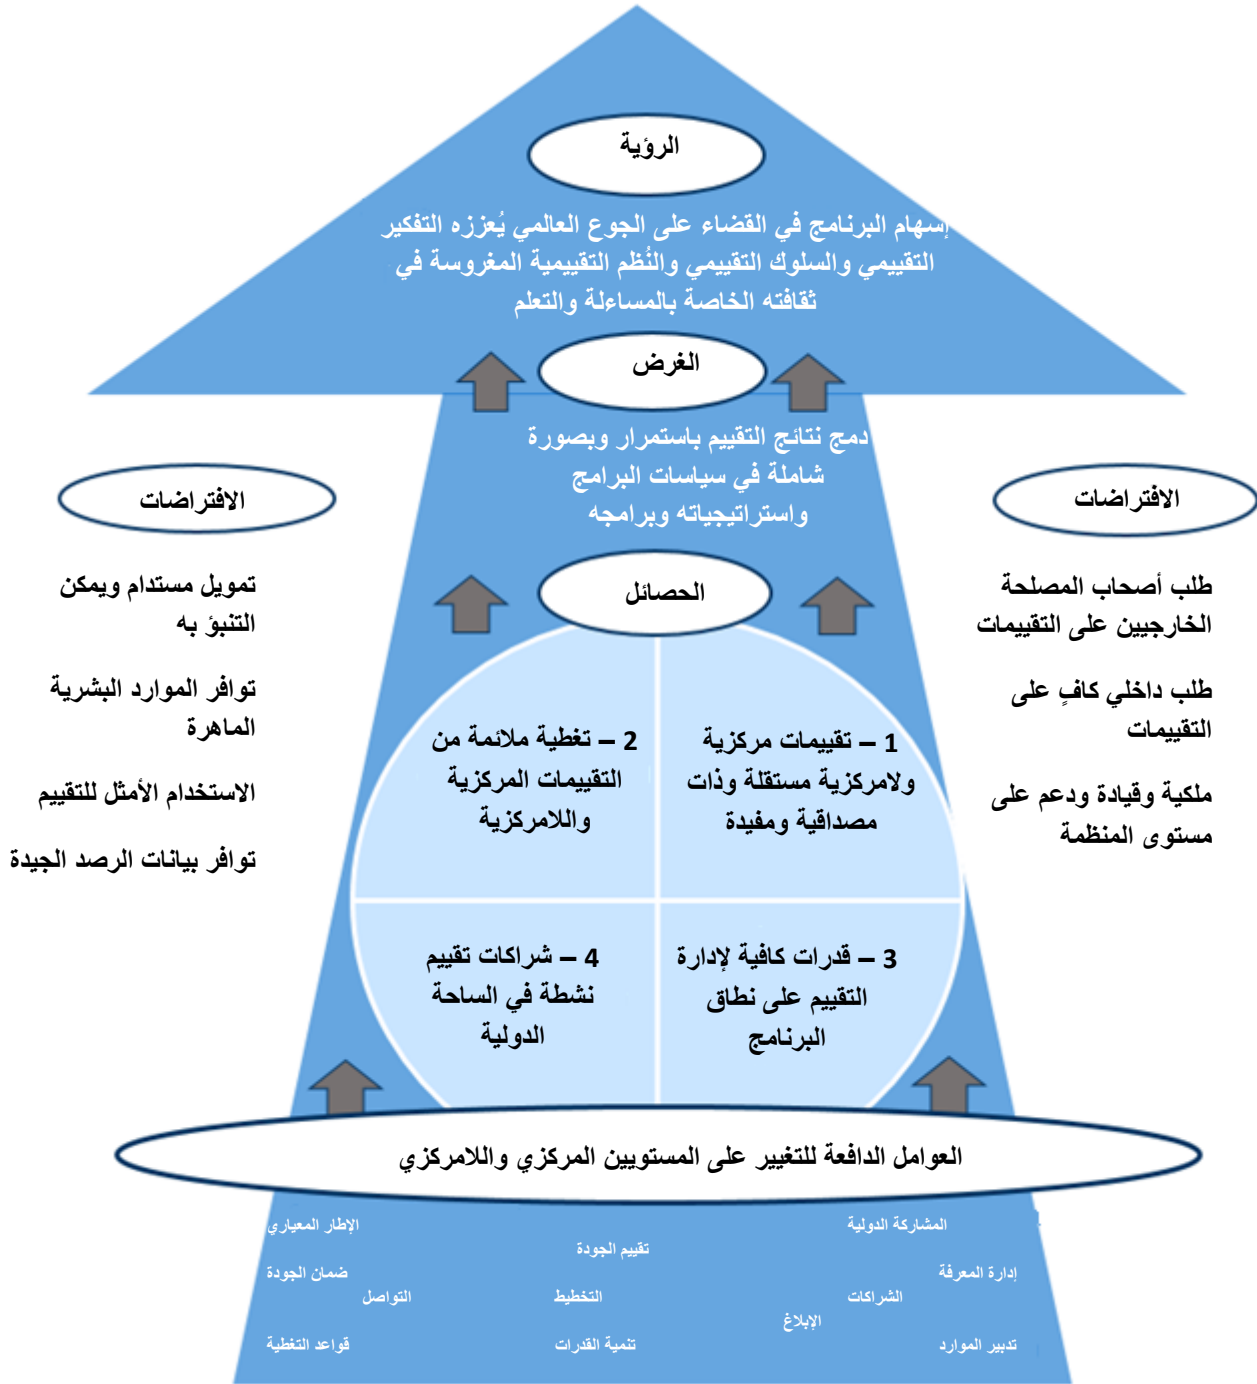 الرؤية
إسهام البرنامج في القضاء على الجوع العالمي يُعززه التفكير
التقييمي والسلوك التقييمي والنُظم التقييمية المغروسة في
ثقافته الخاصة بالمساءلة والتعلم
الغرض
دمج نتائج التقييم باستمرار وبصورة
شاملة في سياسات البرامج
واستراتيجياته وبرامجه
الافتراضات
طلب أصحاب المصلحة
الخارجيين على التقييمات
طلب داخلي كافٍ على
التقييمات
ملكية وقيادة ودعم على
مستوى المنظمة
الافتراضات
تمويل مستدام ويمكن
التنبؤ به
توافر الموارد البشرية
الماهرة
الاستخدام الأمثل للتقييم
توافر بيانات الرصد الجيدة
الحصائل
1 – تقييمات مركزية
ولامركزية مستقلة وذات
مصداقية ومفيدة
2 – تغطية ملائمة من
التقييمات المركزية
واللامركزية
3 – قدرات كافية لإدارة
التقييم على نطاق
البرنامج
4 – شراكات تقييم
نشطة في الساحة
الدولية
العوامل الدافعة للتغيير على المستويين المركزي واللامركزي
المشاركة الدولية
الإطار المعياري
تقييم الجودة
إدارة المعرفة
ضمان الجودة
الشراكات
التخطيط
التواصل
الإبلاغ
تدبير الموارد
تنمية القدرات
قواعد التغطية